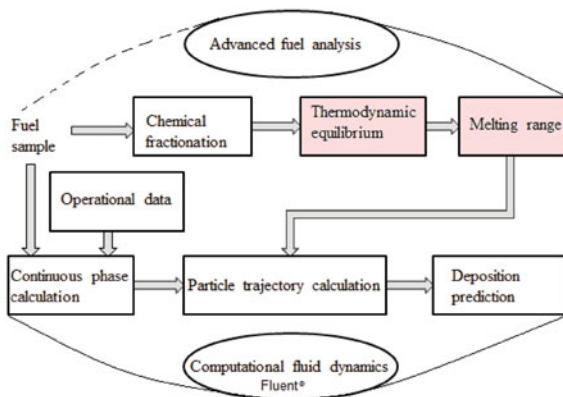 Advanced fuel analysis
Fuel
sample
Chemical
fractionation
Thermodynamic
equilibrium
Melting range
Operational data
Continuous phase
calculation
Particle trajectory calculation
Deposition
prediction
Computational fluid dynamics
Fluent®